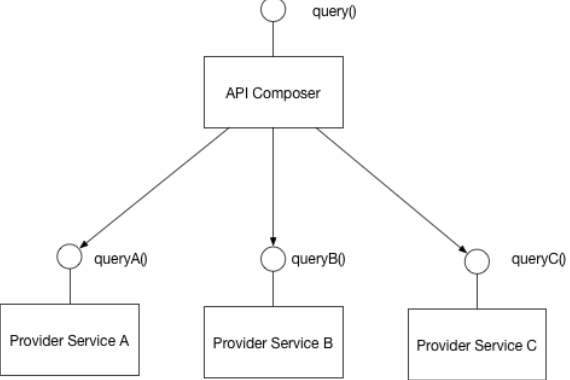 query()
API Composer
queryA()
queryB()
queryC()
Provider Service A
Provider Service B
Provider Service C